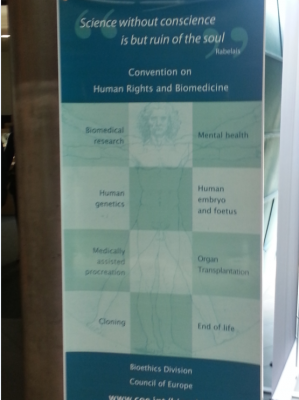 Science without conscience
is but ruin of the soul
Rabelais
Convention on
Human Rights and Biomedicine
Biomedical
research
Mental health
Human
genetics
Human
embryo
and foetus
Medically
assisted
procreation
Organ
Transplantation
Cloning
End of life
Bioethics Division
Council of Europe